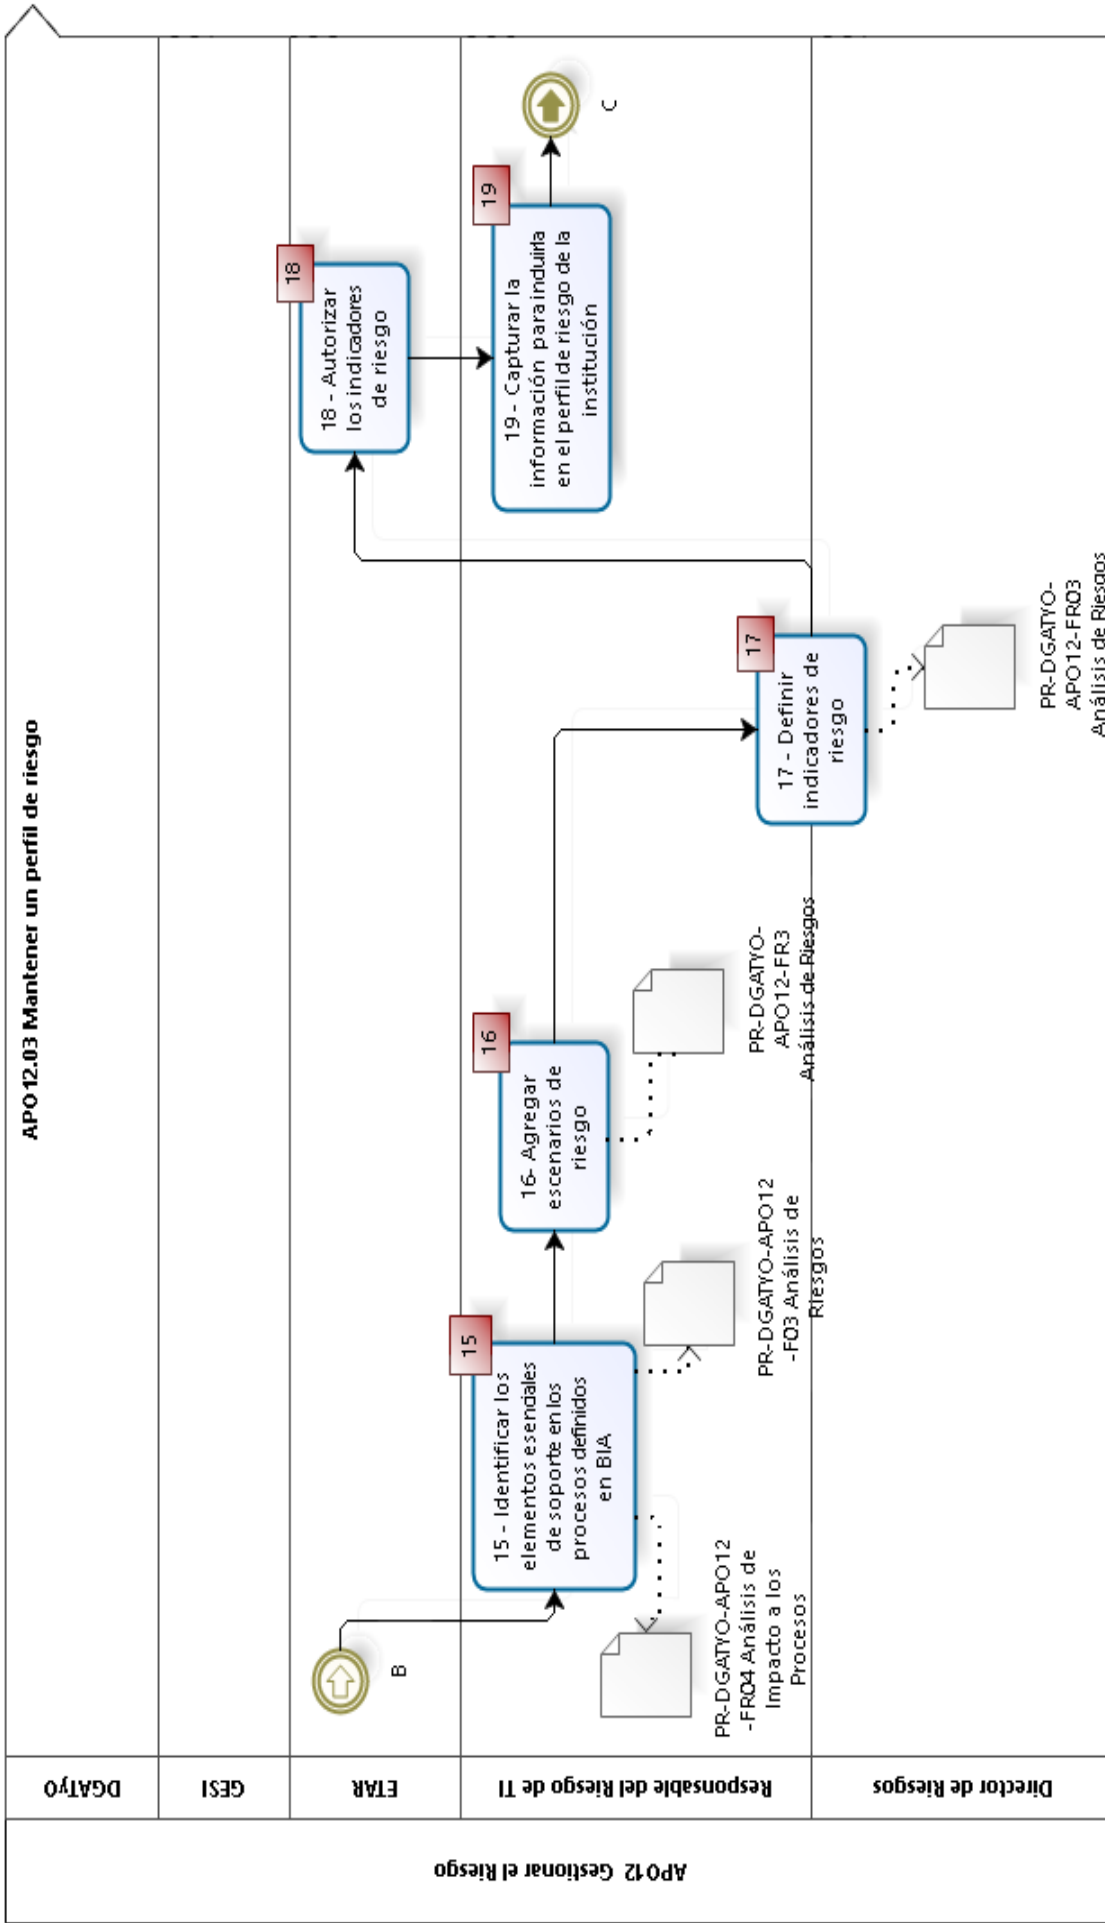 APO12.03 Mantener un perfil de riesgo
APO12 Gestionar el Riesgo
DGATyO
GESI
ETAR
Responsable del Riesgo de TI
Director de Riesgos
B
15
15 - Identificar los
elementos esenciales
de soporte en los
procesos definidos
en BIA
PR-DGATYO-APO12
-FR04 Análisis de
Impacto a los
Procesos
PR-DGATYO-APO12
-F03 Análisis de
Riesgos
16
16- Agregar
escenarios de
riesgo
PR-DGATYO-
APO12-FR3
Análisis de Riesgos
17
17 - Definir
indicadores de
riesgo
PR-DGATYO-
APO12-FR03
Análisis de Riesgos
18
18 - Autorizar
los indicadores
de riesgo
19
19 - Capturar la
información para incluirla
en el perfil de riesgo de la
institución
C